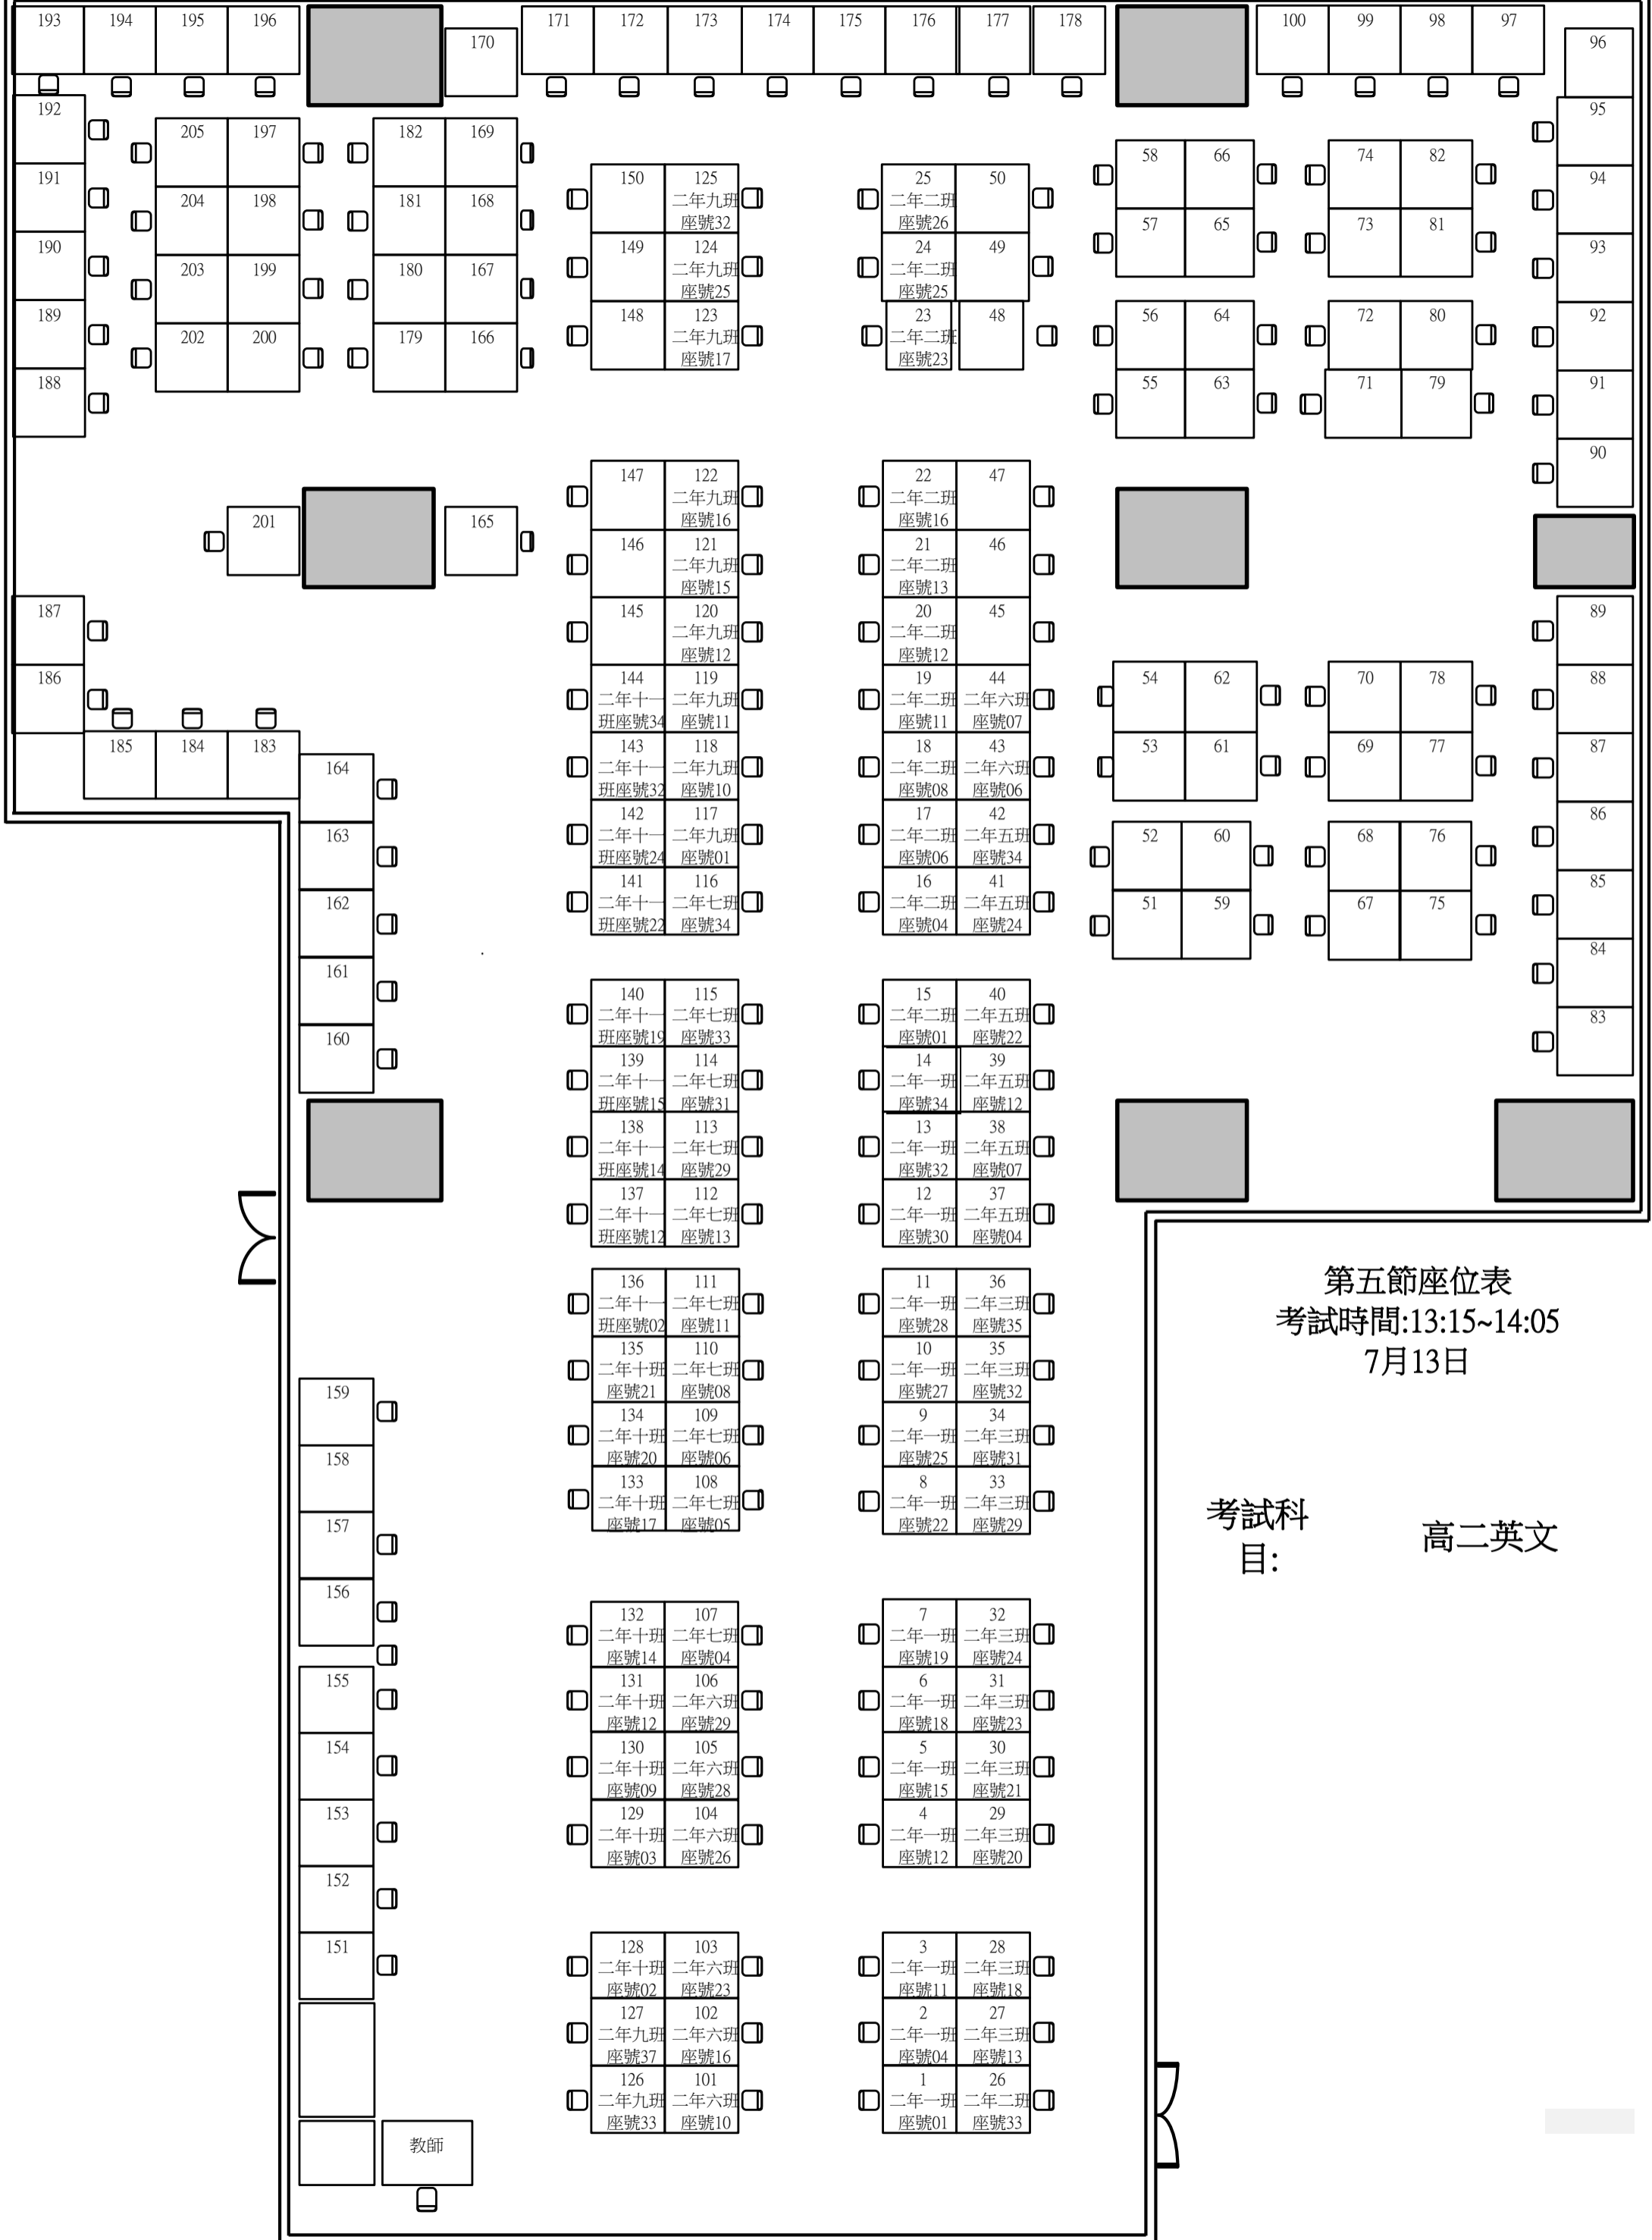 193
194
195
196
170
171
172
173
174
175
176
177
178
100
99
98
97
96
192
191
190
189
188
205
197
204
198
203
199
202
200
182
169
181
168
180
167
179
166
150
125
二年九班
座號32
149
124
二年九班
座號25
148
123
二年九班
座號17
25
二年二班
座號26
50
24
二年二班
座號25
49
23
二年二班
座號23
48
58
66
57
65
56
64
55
63
74
82
73
81
72
80
71
79
95
94
93
92
91
90
201
165
187
186
185
184
183
147
122
二年九班
座號16
146
121
二年九班
座號15
145
120
二年九班
座號12
144
二年十一
班座號34
119
二年九班
座號11
143
二年十一
班座號32
118
二年九班
座號10
142
二年十一
班座號24
117
二年九班
座號01
141
二年十一
班座號22
116
二年七班
座號34
22
二年二班
座號16
47
21
二年二班
座號13
46
20
二年二班
座號12
45
19
二年二班
座號11
44
二年六班
座號07
18
二年二班
座號08
43
二年六班
座號06
17
二年二班
座號06
42
二年五班
座號34
16
二年二班
座號04
41
二年五班
座號24
54
62
53
61
52
60
51
59
70
78
69
77
68
76
67
75
89
88
87
86
85
84
83
164
163
162
161
160
140
二年十一
班座號19
115
二年七班
座號33
139
二年十一
班座號15
114
二年七班
座號31
138
二年十一
班座號14
113
二年七班
座號29
137
二年十一
班座號12
112
二年七班
座號13
15
二年二班
座號01
40
二年五班
座號22
14
二年一班
座號34
39
二年五班
座號12
13
二年一班
座號32
38
二年五班
座號07
12
二年一班
座號30
37
二年五班
座號04
第五節座位表
考試時間:13:15~14:05
7月13日
考試科
目:
高二英文
136
二年十一
班座號02
111
二年七班
座號11
135
二年十班
座號21
110
二年七班
座號08
134
二年十班
座號20
109
二年七班
座號06
133
二年十班
座號17
108
二年七班
座號05
11
二年一班
座號28
36
二年三班
座號35
10
二年一班
座號27
35
二年三班
座號32
9
二年一班
座號25
34
二年三班
座號31
8
二年一班
座號22
33
二年三班
座號29
159
158
157
156
155
154
153
152
151
132
二年十班
座號14
107
二年七班
座號04
131
二年十班
座號12
106
二年六班
座號29
130
二年十班
座號09
105
二年六班
座號28
129
二年十班
座號03
104
二年六班
座號26
7
二年一班
座號19
32
二年三班
座號24
6
二年一班
座號18
31
二年三班
座號23
5
二年一班
座號15
30
二年三班
座號21
4
二年一班
座號12
29
二年三班
座號20
128
二年十班
座號02
103
二年六班
座號23
127
二年九班
座號37
102
二年六班
座號16
126
二年九班
座號33
101
二年六班
座號10
3
二年一班
座號11
28
二年三班
座號18
2
二年一班
座號04
27
二年三班
座號13
1
二年一班
座號01
26
二年二班
座號33
教師